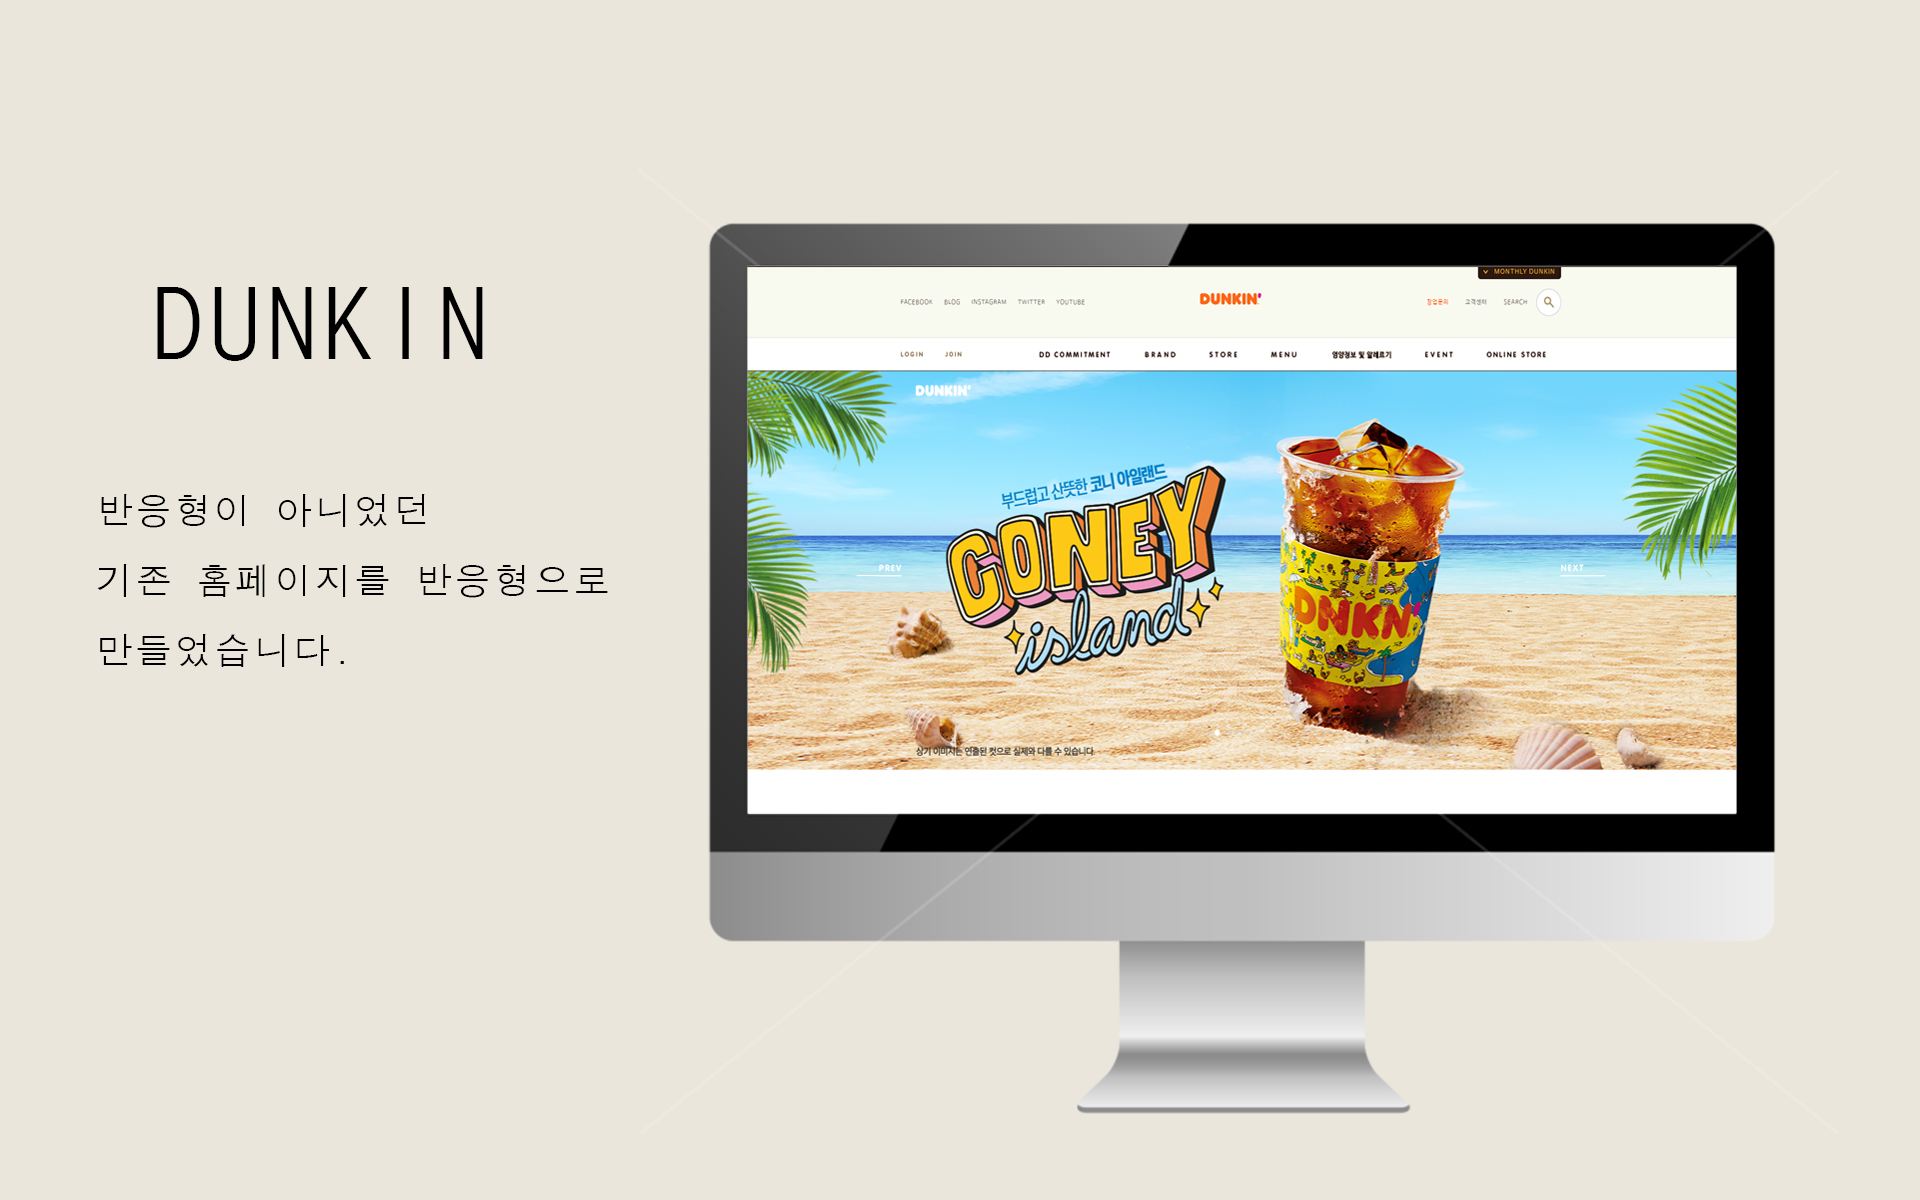 DUNKIN
반응형이 아니었던
기존 홈페이지를 반응형으로
만들었습니다.
MONTHLY DUNKIN
FACEBOOK BLOG INSTAGRAM TWITTER YOUTUBE
DUNKIN'
창업문의 고객센터 SEARCH
LOGIN JOIN DD COMMITMENT BRAND STORE MENU 영양정보 및 알레르기 EVENT ONLINE STORE
DUNKIN'
부드럽고 산뜻한 코니 아일랜드
CONEY
island
PREV
NEXT
DNKN'
상기 이미지는 연출된 컷으로 실제와 다를 수 있습니다